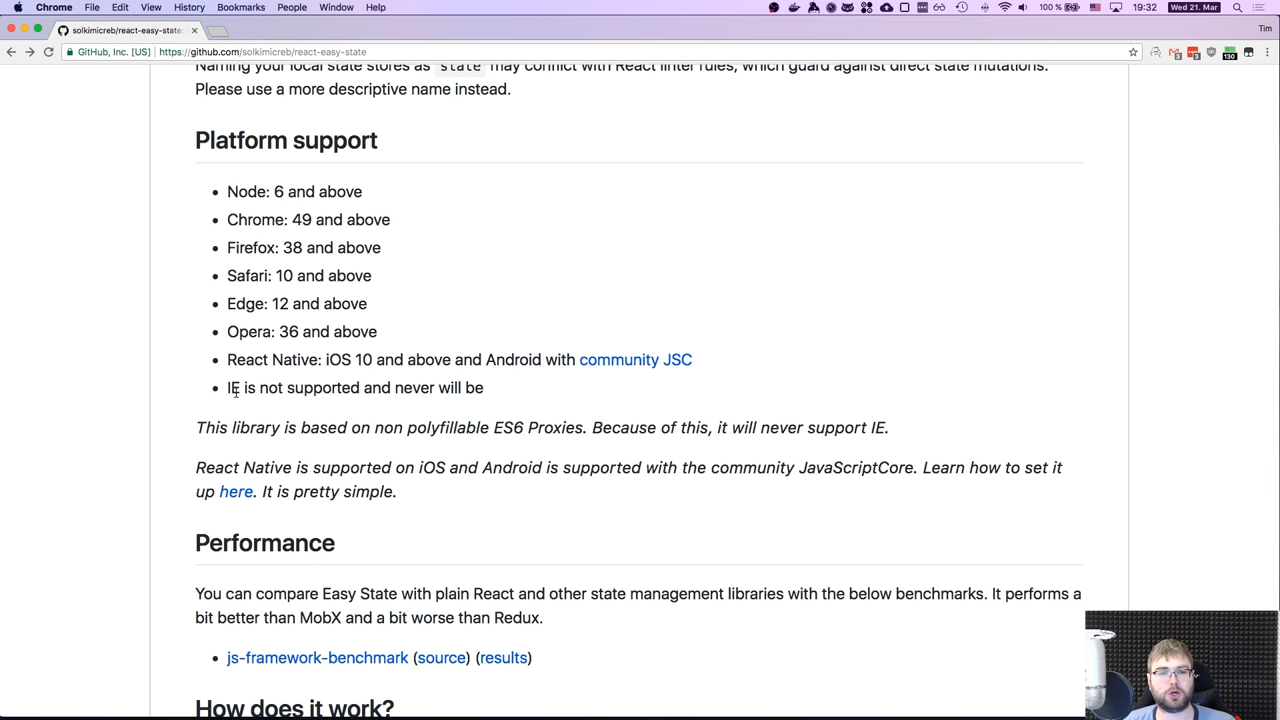 Chrome File Edit View History Bookmarks People Window Help 100 % 19:32 Wed 21. Mar
solkimicreb/react-easy-state: Tim
GitHub, Inc. [US] https://github.com/solkimicreb/react-easy-state
Naming your local state stores as state may conflict with React linter rules, which guard against direct state mutations.
Please use a more descriptive name instead.
Platform support
Node: 6 and above
Chrome: 49 and above
Firefox: 38 and above
Safari: 10 and above
Edge: 12 and above
Opera: 36 and above
React Native: iOS 10 and above and Android with community JSC
IE is not supported and never will be
This library is based on non polyfillable ES6 Proxies. Because of this, it will never support IE.
React Native is supported on iOS and Android is supported with the community JavaScriptCore. Learn how to set it
up here. It is pretty simple.
Performance
You can compare Easy State with plain React and other state management libraries with the below benchmarks. It performs a
bit better than MobX and a bit worse than Redux.
js-framework-benchmark (source) (results)
How does it work?